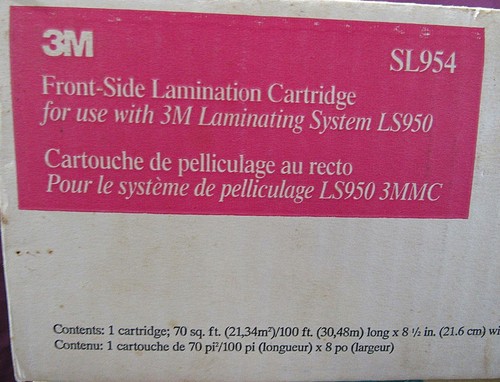 3M
SL954
Front-Side Lamination Cartridge
for use with 3M Laminating System LS950
Cartouche de pelliculage au recto
Pour le système de pelliculage LS950 3MMC
Contents: 1 cartridge; 70 sq. ft. (21,34m²)/100 ft. (30,48m) long x 8 ½ in. (21.6 cm) wi
Contenu: 1 cartouche de 70 pi²/100 pi (longueur) x 8 po (largeur)